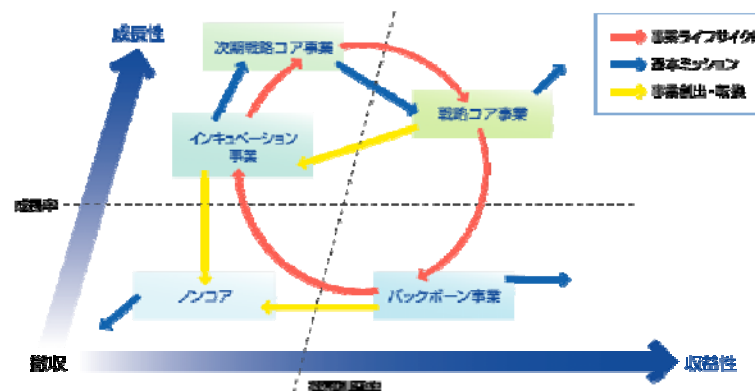 成長性
次期戦略コア事業
事業ライフサイクル
基本ミッション
事業創出・転換
戦略コア事業
インキュベーション
事業
成長率
ノンコア
バックボーン事業
撤収
収益性